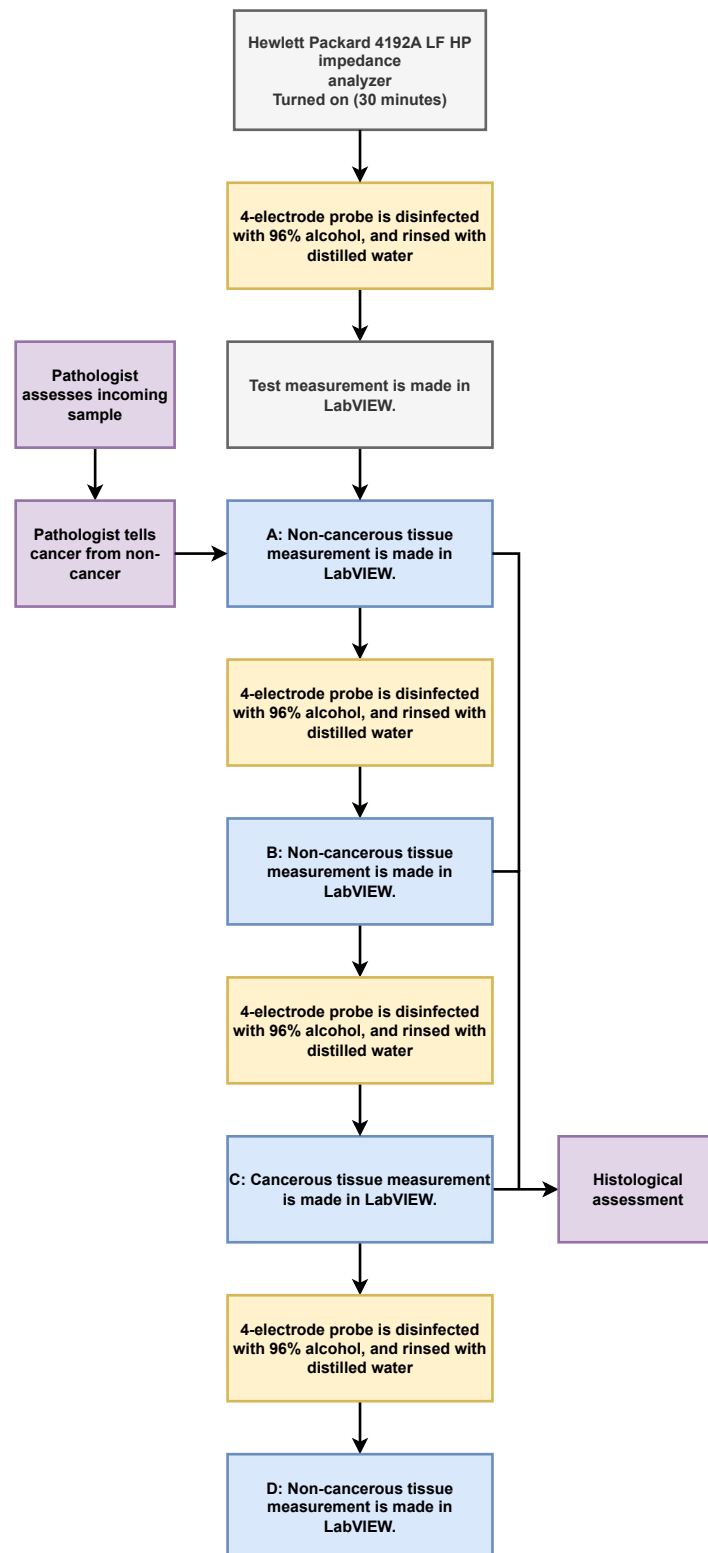 Hewlett Packard 4192A LF HP
impedance
analyzer
Turned on (30 minutes)
4-electrode probe is disinfected
with 96% alcohol, and rinsed with
distilled water
Pathologist
assesses incoming
sample
Test measurement is made in
LabVIEW.
Pathologist tells
cancer from non-
cancer
A: Non-cancerous tissue
measurement is made in
LabVIEW.
4-electrode probe is disinfected
with 96% alcohol, and rinsed with
distilled water
B: Non-cancerous tissue
measurement is made in
LabVIEW.
4-electrode probe is disinfected
with 96% alcohol, and rinsed with
distilled water
C: Cancerous tissue measurement
is made in LabVIEW.
Histological
assessment
4-electrode probe is disinfected
with 96% alcohol, and rinsed with
distilled water
D: Non-cancerous tissue
measurement is made in
LabVIEW.